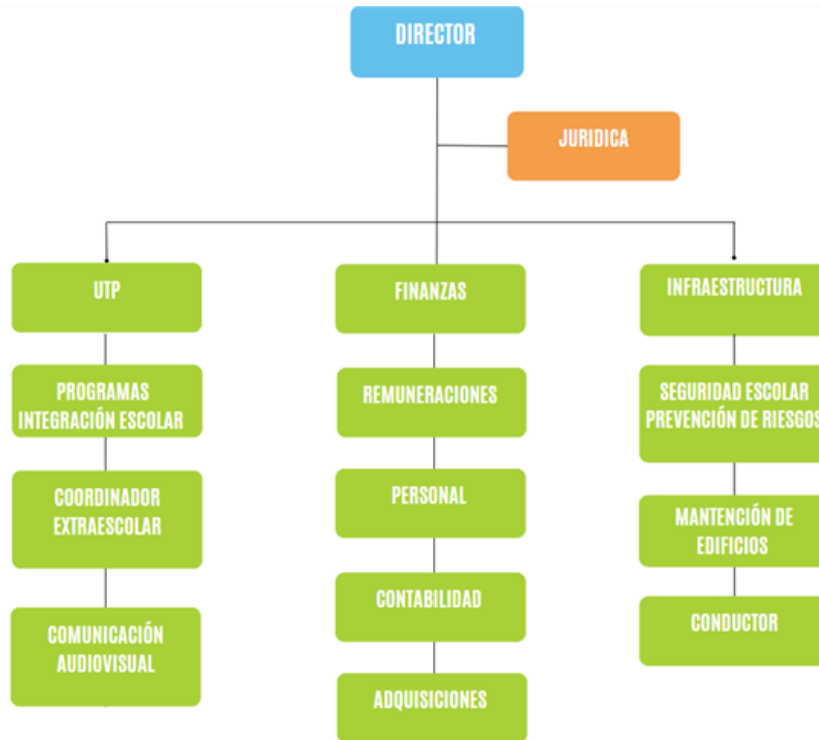 DIRECTOR
JURIDICA
UTP
FINANZAS
INFRAESTRUCTURA
PROGRAMAS
INTEGRACIÓN ESCOLAR
REMUNERACIONES
SEGURIDAD ESCOLAR
PREVENCIÓN DE RIESGOS
COORDINADOR
EXTRAESCOLAR
PERSONAL
MANTENCIÓN DE
EDIFICIOS
COMUNICACIÓN
AUDIOVISUAL
CONTABILIDAD
CONDUCTOR
ADQUISICIONES